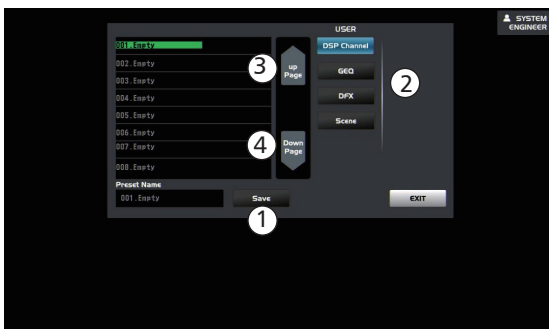 SYSTEM
ENGINEER
USER
001.Empty
002.Empty
003.Empty
004.Empty
005.Empty
006.Empty
007.Empty
008.Empty
3
up
Page
4
Down
Page
DSP Channel
GEQ
DFX
Scene
2
Preset Name
001.Empty
Save
EXIT
1